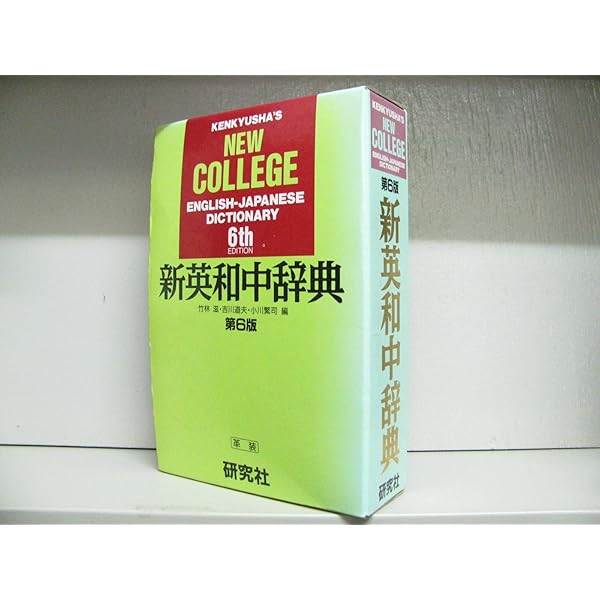 KENKYUSHA'S
NEW
COLLEGE
ENGLISH-JAPANESE
DICTIONARY
6th
EDITION
新英和中辞典
竹林 滋・吉川道夫・小川繁司 編
第6版
革装
研究社
KENKYUSHA'S
NEW
COLLEGE
ENGLISH-JAPANESE
DICTIONARY
第6版
新英和中辞典
研究社